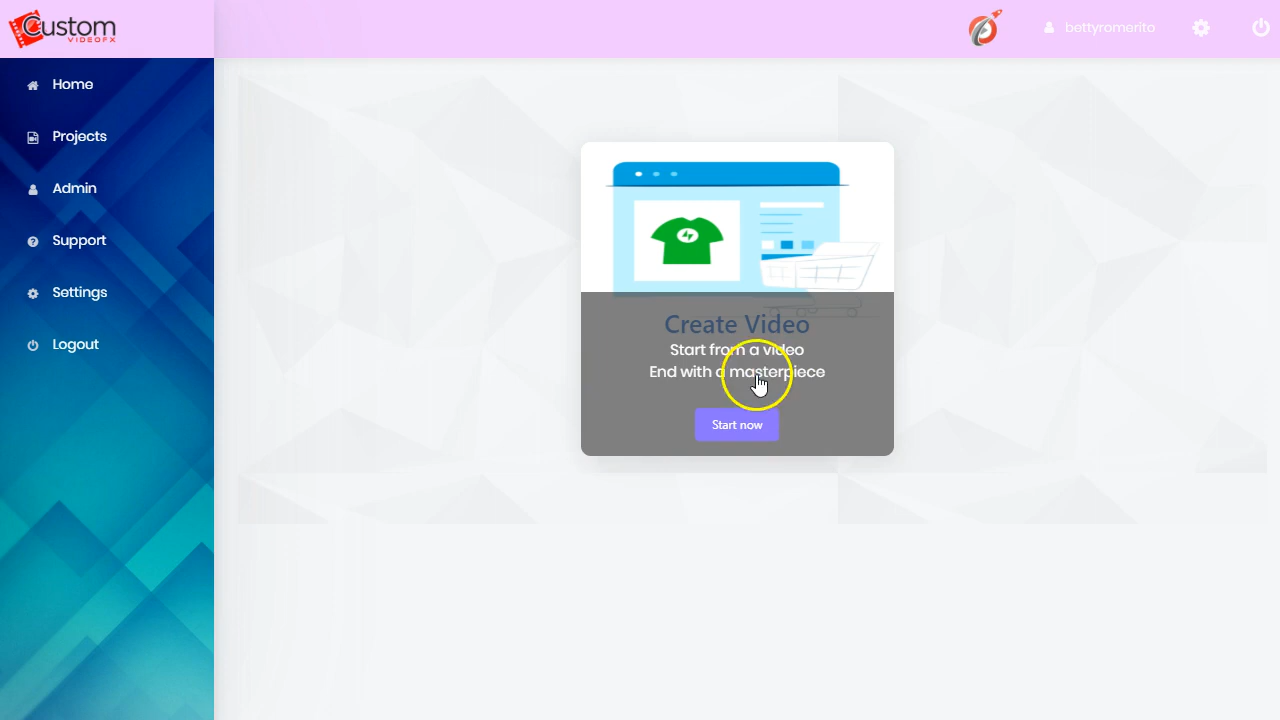 Custom
VIDEOFX
bettyromerito
Home
Projects
Admin
Support
Settings
Logout
Create Video
Start from a video
End with a masterpiece
Start now